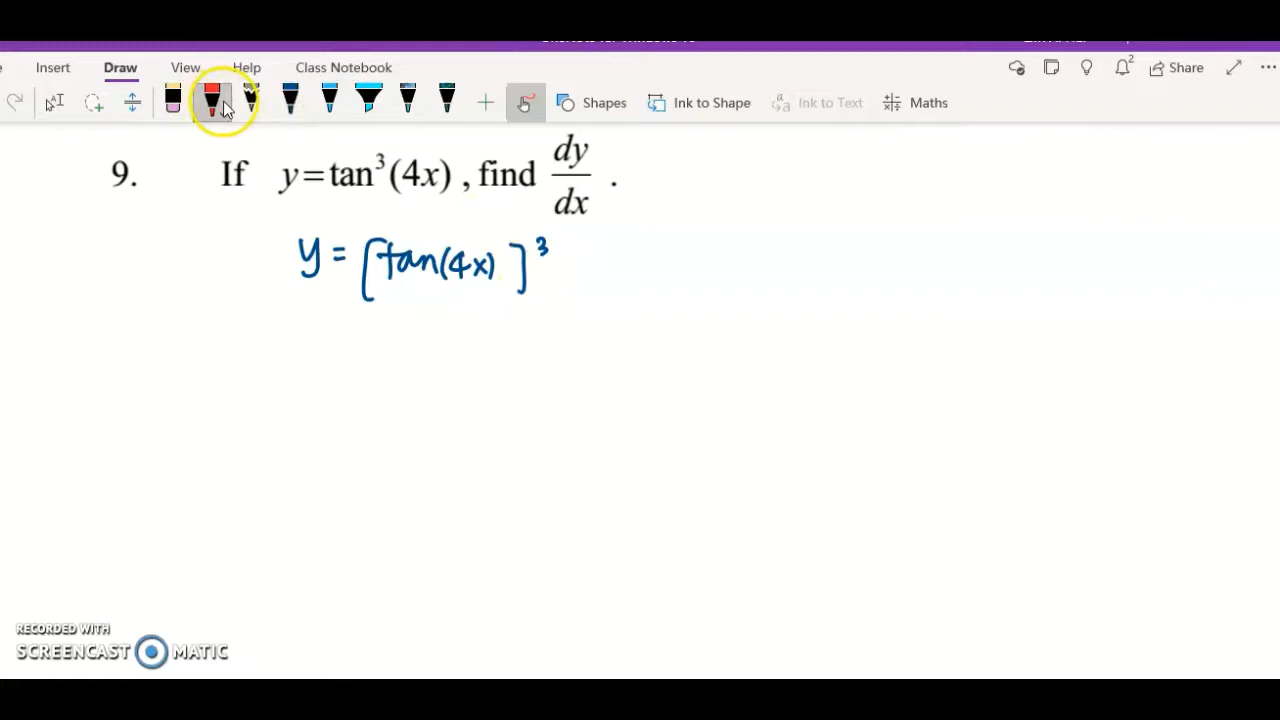 Insert Draw View Help Class Notebook Share
Shapes Ink to Shape Ink to Text Maths
9. If y=tan³(4x) , find dy/dx .
y = [tan(4x)]³
RECORDED WITH
SCREENCAST MATIC